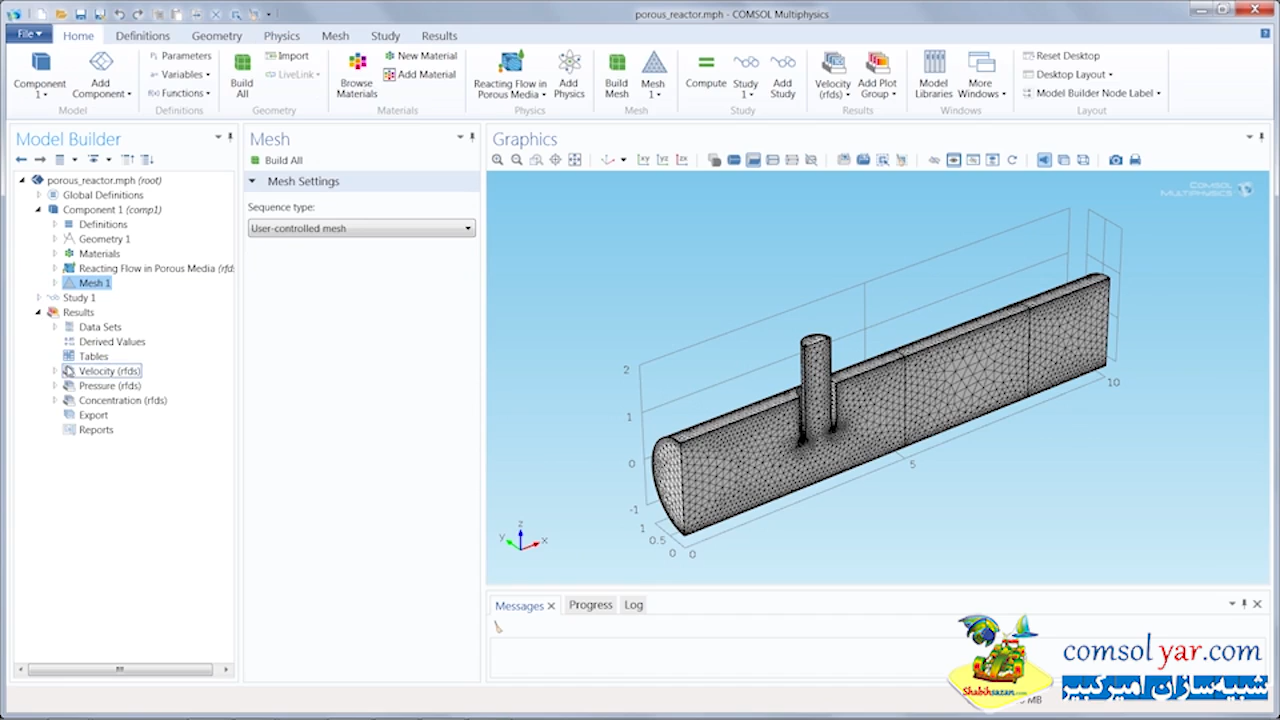 porous_reactor.mph - COMSOL Multiphysics
File Home Definitions Geometry Physics Mesh Study Results
Component 1
Add Component
Model
Parameters
Variables
Functions
Definitions
Build All
Import
LiveLink
Geometry
Browse Materials
New Material
Add Material
Materials
Reacting Flow in Porous Media
Add Physics
Physics
Build Mesh
Mesh 1
Mesh
Compute
Study 1
Add Study
Study
Velocity (rfds)
Add Plot Group
Results
Model Libraries
More Windows
Windows
Reset Desktop
Desktop Layout
Model Builder Node Label
Layout
Model Builder
porous_reactor.mph (root)
Global Definitions
Component 1 (comp1)
Definitions
Geometry 1
Materials
Reacting Flow in Porous Media (rfd
Mesh 1
Study 1
Results
Data Sets
Derived Values
Tables
Velocity (rfds)
Pressure (rfds)
Concentration (rfds)
Export
Reports
Mesh
Build All
Mesh Settings
Sequence type:
User-controlled mesh
Graphics
xy yz xz
COMSOL
MULTIPHYSICS
2
1
0
-1
1
0.5
0
0
5
10
z
y
x
Messages Progress Log
comsolyar.com
شبیه‌سازان امیرکبیر
Shabihsazan.com
MB